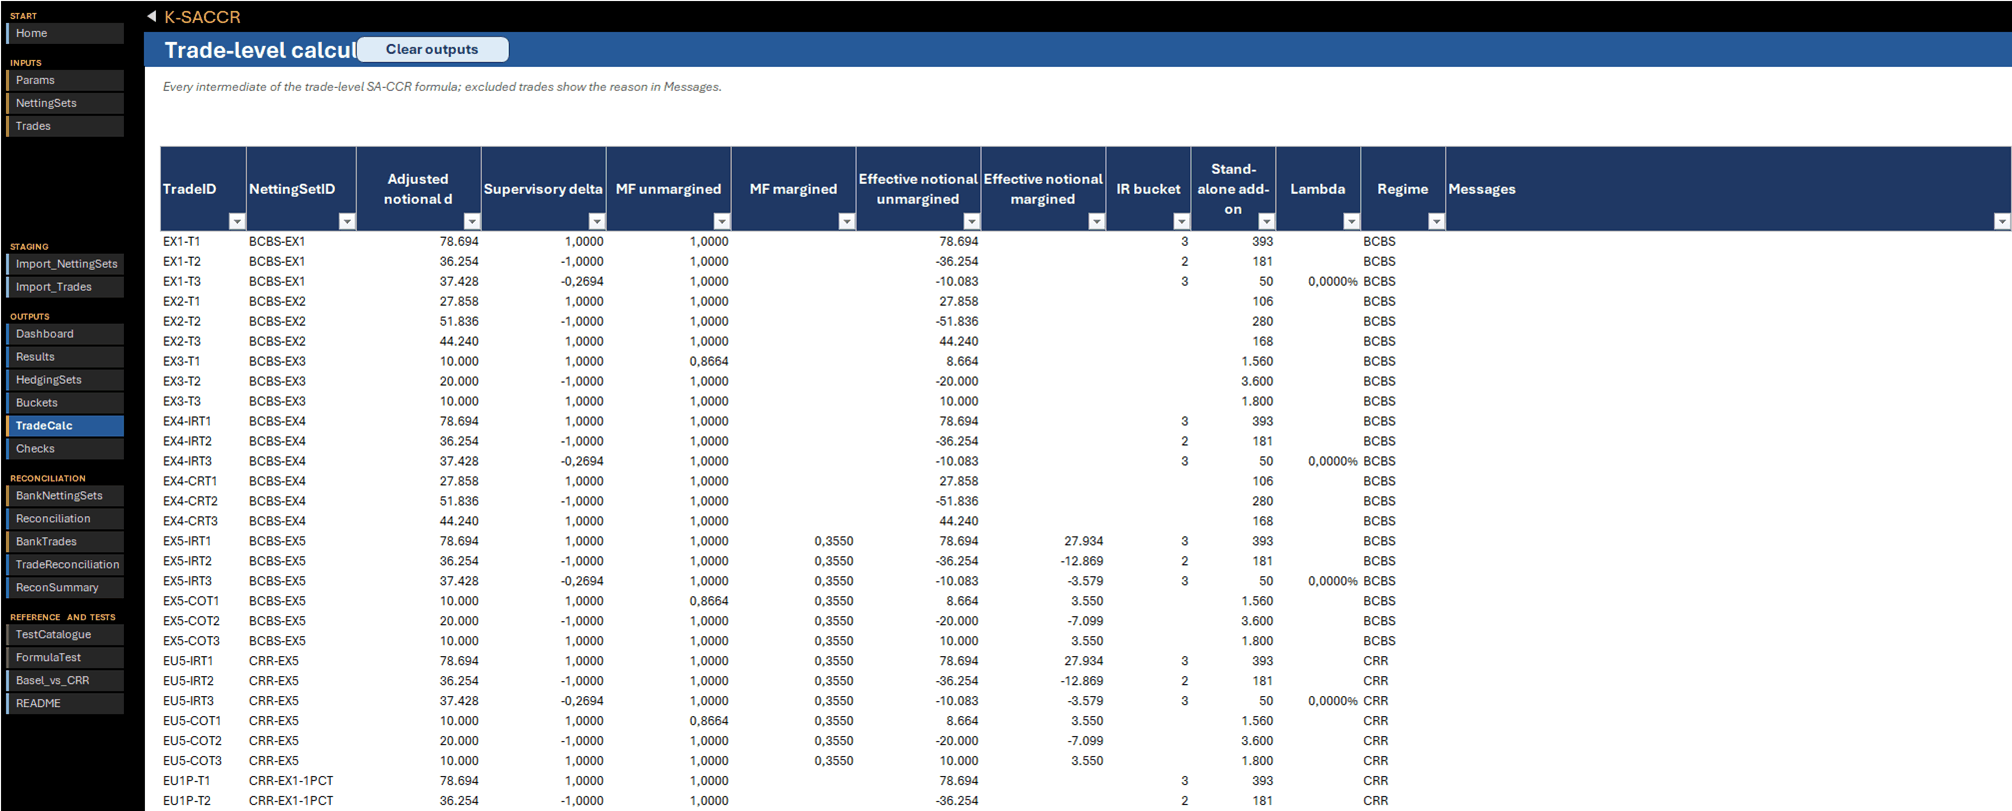 START
Home
INPUTS
Params
NettingSets
Trades
STAGING
Import_NettingSets
Import_Trades
OUTPUTS
Dashboard
Results
HedgingSets
Buckets
TradeCalc
Checks
RECONCILIATION
BankNettingSets
Reconciliation
BankTrades
TradeReconciliation
ReconSummary
REFERENCE AND TESTS
TestCatalogue
FormulaTest
Basel_vs_CRR
README
K-SACCR
Trade-level calcul
Clear outputs
Every intermediate of the trade-level SA-CCR formula; excluded trades show the reason in Messages.
TradeID NettingSetID Adjusted notional d Supervisory delta MF unmargined MF margined Effective notional unmargined Effective notional margined IR bucket Stand-alone add-on Lambda Regime Messages
EX1-T1 BCBS-EX1 78.694 1,0000 1,0000 78.694 3 393 BCBS
EX1-T2 BCBS-EX1 36.254 -1,0000 1,0000 -36.254 2 181 BCBS
EX1-T3 BCBS-EX1 37.428 -0,2694 1,0000 -10.083 3 50 0,0000% BCBS
EX2-T1 BCBS-EX2 27.858 1,0000 1,0000 27.858 106 BCBS
EX2-T2 BCBS-EX2 51.836 -1,0000 1,0000 -51.836 280 BCBS
EX2-T3 BCBS-EX2 44.240 1,0000 1,0000 44.240 168 BCBS
EX3-T1 BCBS-EX3 10.000 1,0000 0,8664 8.664 1.560 BCBS
EX3-T2 BCBS-EX3 20.000 -1,0000 1,0000 -20.000 3.600 BCBS
EX3-T3 BCBS-EX3 10.000 1,0000 1,0000 10.000 1.800 BCBS
EX4-IRT1 BCBS-EX4 78.694 1,0000 1,0000 78.694 3 393 BCBS
EX4-IRT2 BCBS-EX4 36.254 -1,0000 1,0000 -36.254 2 181 BCBS
EX4-IRT3 BCBS-EX4 37.428 -0,2694 1,0000 -10.083 3 50 0,0000% BCBS
EX4-CRT1 BCBS-EX4 27.858 1,0000 1,0000 27.858 106 BCBS
EX4-CRT2 BCBS-EX4 51.836 -1,0000 1,0000 -51.836 280 BCBS
EX4-CRT3 BCBS-EX4 44.240 1,0000 1,0000 44.240 168 BCBS
EX5-IRT1 BCBS-EX5 78.694 1,0000 1,0000 0,3550 78.694 27.934 3 393 BCBS
EX5-IRT2 BCBS-EX5 36.254 -1,0000 1,0000 0,3550 -36.254 -12.869 2 181 BCBS
EX5-IRT3 BCBS-EX5 37.428 -0,2694 1,0000 0,3550 -10.083 -3.579 3 50 0,0000% BCBS
EX5-COT1 BCBS-EX5 10.000 1,0000 0,8664 0,3550 8.664 3.550 1.560 BCBS
EX5-COT2 BCBS-EX5 20.000 -1,0000 1,0000 0,3550 -20.000 -7.099 3.600 BCBS
EX5-COT3 BCBS-EX5 10.000 1,0000 1,0000 0,3550 10.000 3.550 1.800 BCBS
EU5-IRT1 CRR-EX5 78.694 1,0000 1,0000 0,3550 78.694 27.934 3 393 CRR
EU5-IRT2 CRR-EX5 36.254 -1,0000 1,0000 0,3550 -36.254 -12.869 2 181 CRR
EU5-IRT3 CRR-EX5 37.428 -0,2694 1,0000 0,3550 -10.083 -3.579 3 50 0,0000% CRR
EU5-COT1 CRR-EX5 10.000 1,0000 0,8664 0,3550 8.664 3.550 1.560 CRR
EU5-COT2 CRR-EX5 20.000 -1,0000 1,0000 0,3550 -20.000 -7.099 3.600 CRR
EU5-COT3 CRR-EX5 10.000 1,0000 1,0000 0,3550 10.000 3.550 1.800 CRR
EU1P-T1 CRR-EX1-1PCT 78.694 1,0000 1,0000 78.694 3 393 CRR
EU1P-T2 CRR-EX1-1PCT 36.254 -1,0000 1,0000 -36.254 2 181 CRR